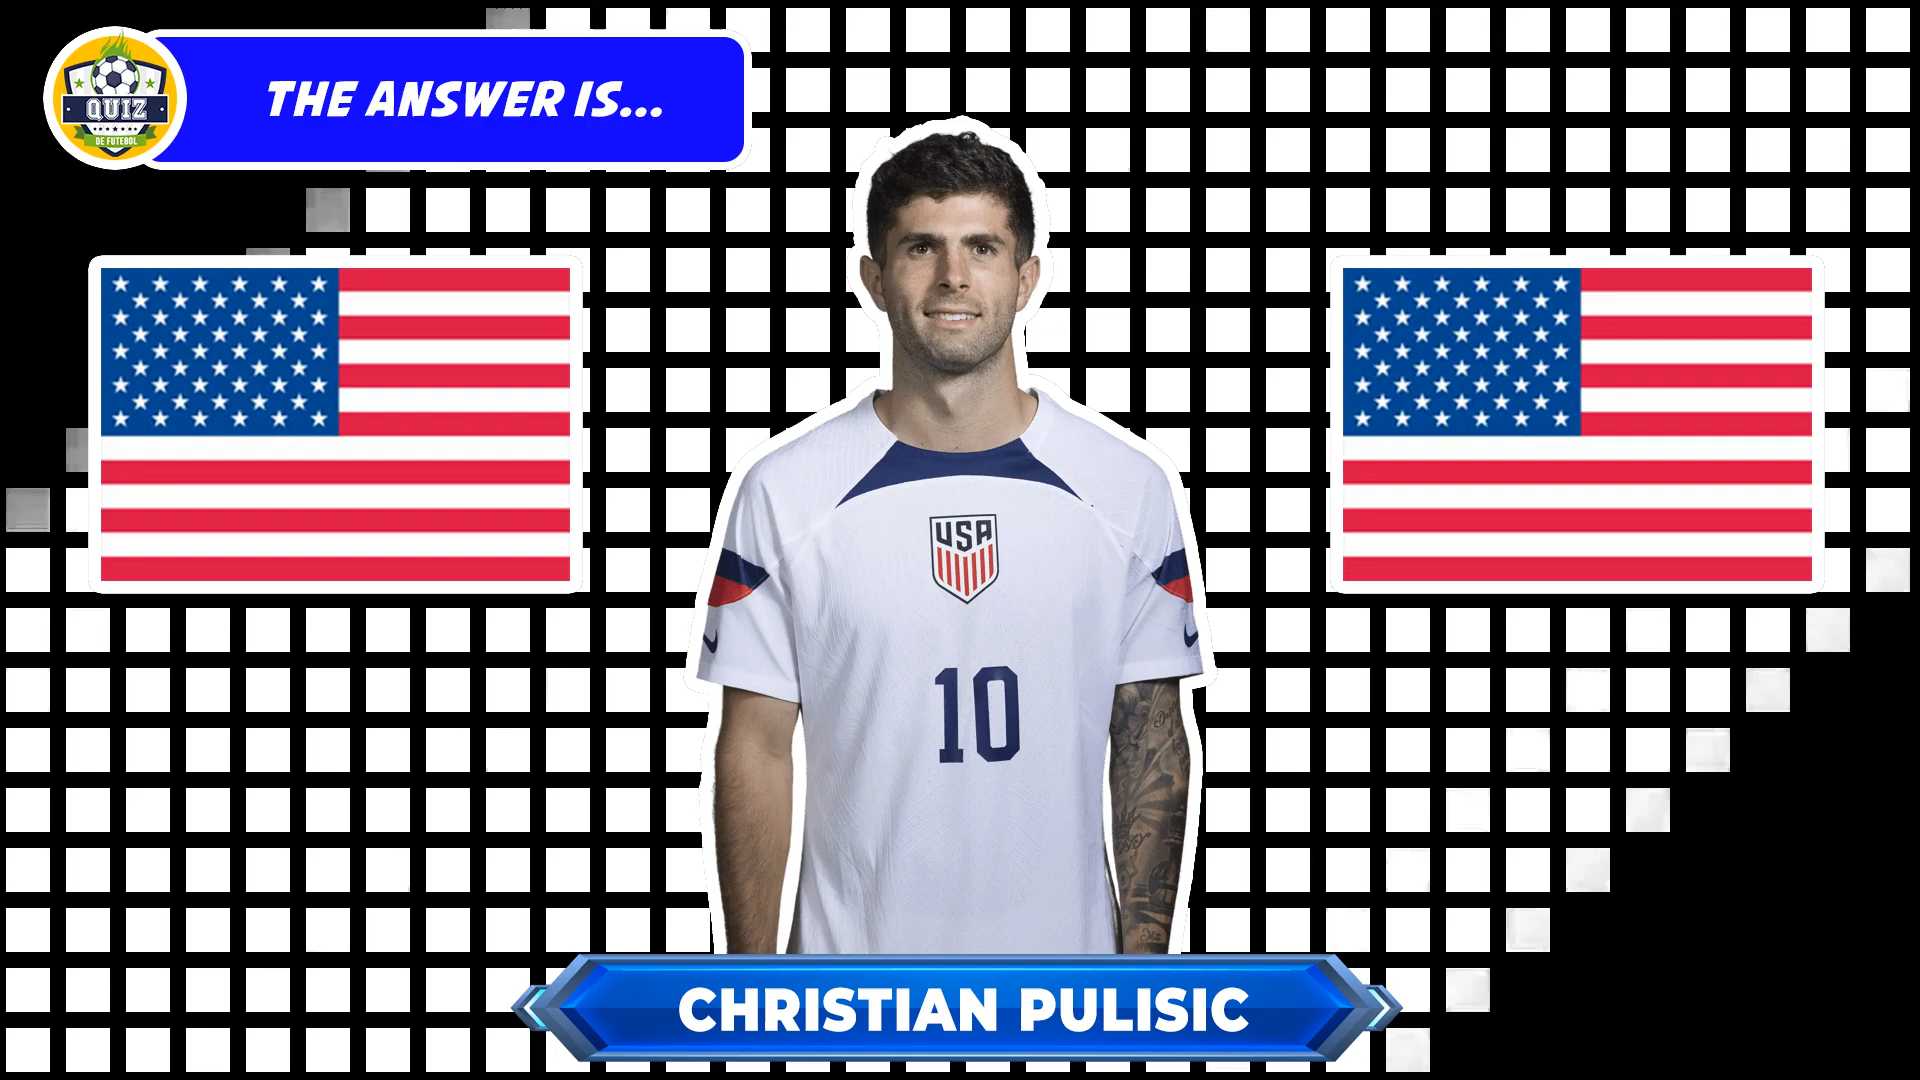 QUIZ
DE FUTEBOL
THE ANSWER IS...
USA
10
CHRISTIAN PULISIC